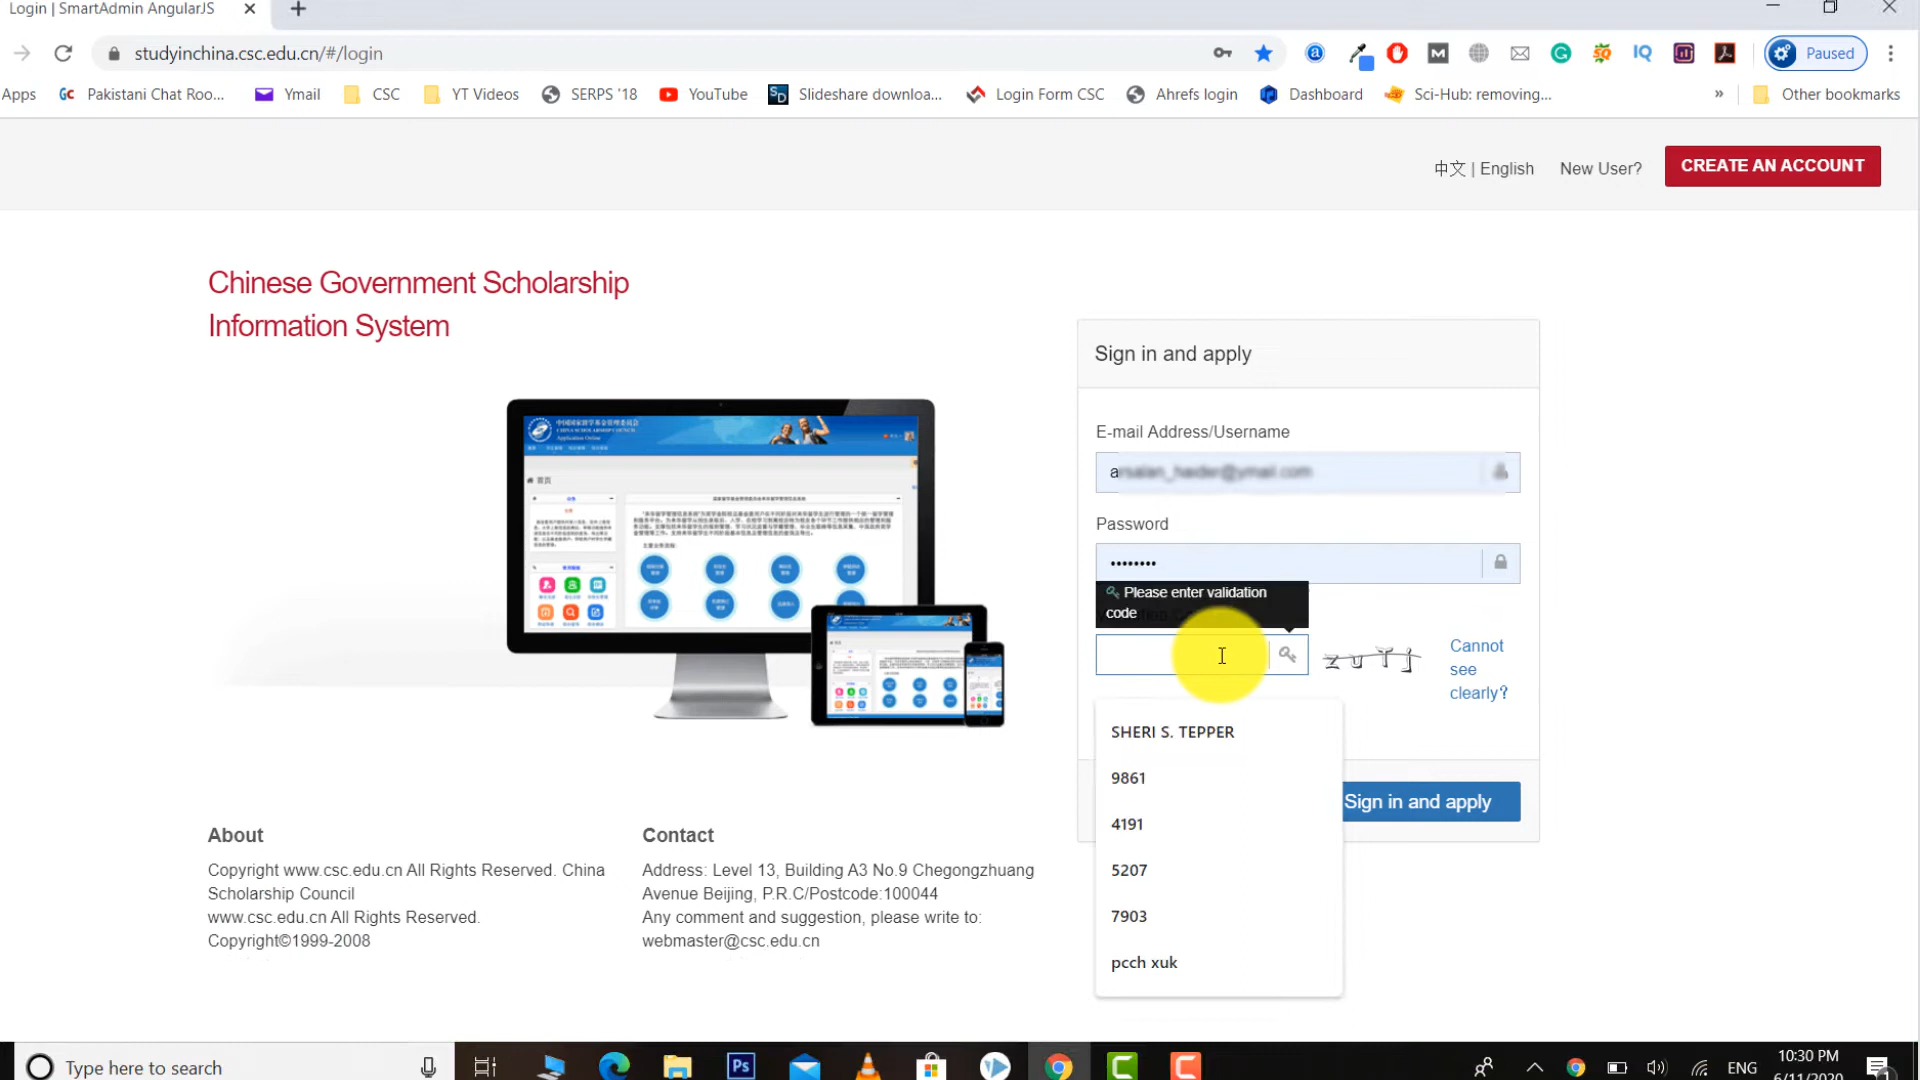 Login | SmartAdmin AngularJS
studyinchina.csc.edu.cn/#/login
Paused
Apps
Pakistani Chat Roo...
Ymail
CSC
YT Videos
SERPS '18
YouTube
Slideshare downloa...
Login Form CSC
Ahrefs login
Dashboard
Sci-Hub: removing...
»
Other bookmarks
中文 | English
New User?
CREATE AN ACCOUNT
Chinese Government Scholarship
Information System
Sign in and apply
E-mail Address/Username
Password
••••••••
Please enter validation
code
Cannot
see
clearly?
SHERI S. TEPPER
9861
4191
5207
7903
pcch xuk
Sign in and apply
About
Copyright www.csc.edu.cn All Rights Reserved. China
Scholarship Council
www.csc.edu.cn All Rights Reserved.
Copyright©1999-2008
Contact
Address: Level 13, Building A3 No.9 Chegongzhuang
Avenue Beijing, P.R.C/Postcode:100044
Any comment and suggestion, please write to:
webmaster@csc.edu.cn
Type here to search
ENG
10:30 PM
6/11/2020